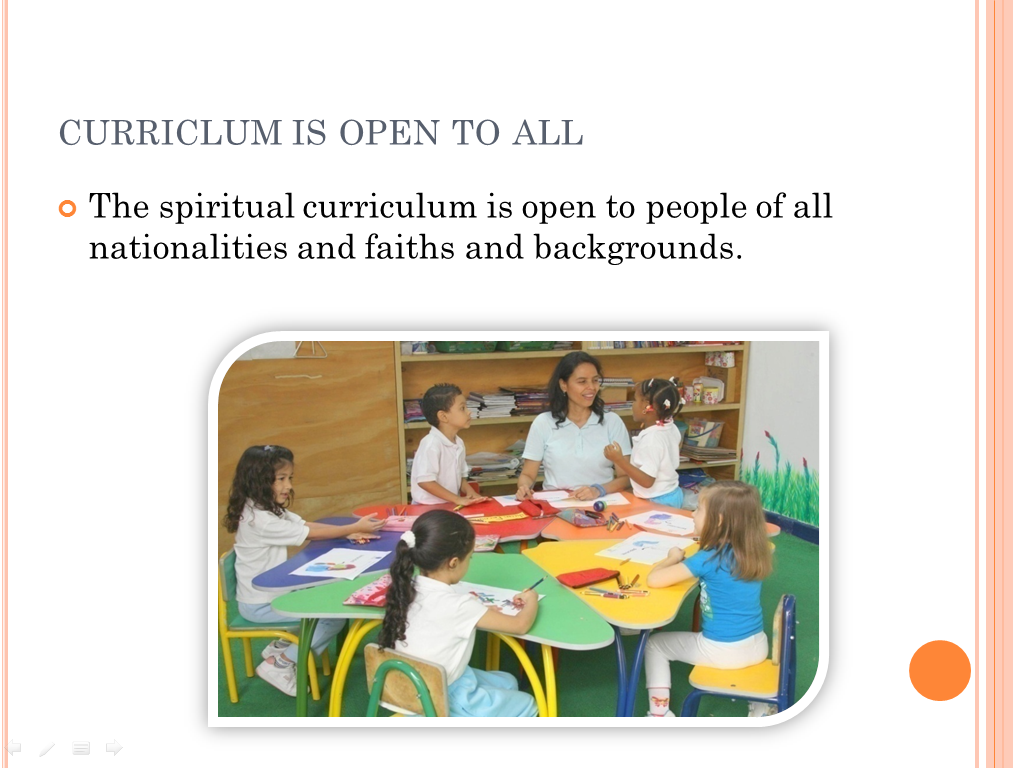 CURRICLUM IS OPEN TO ALL
The spiritual curriculum is open to people of all
nationalities and faiths and backgrounds.